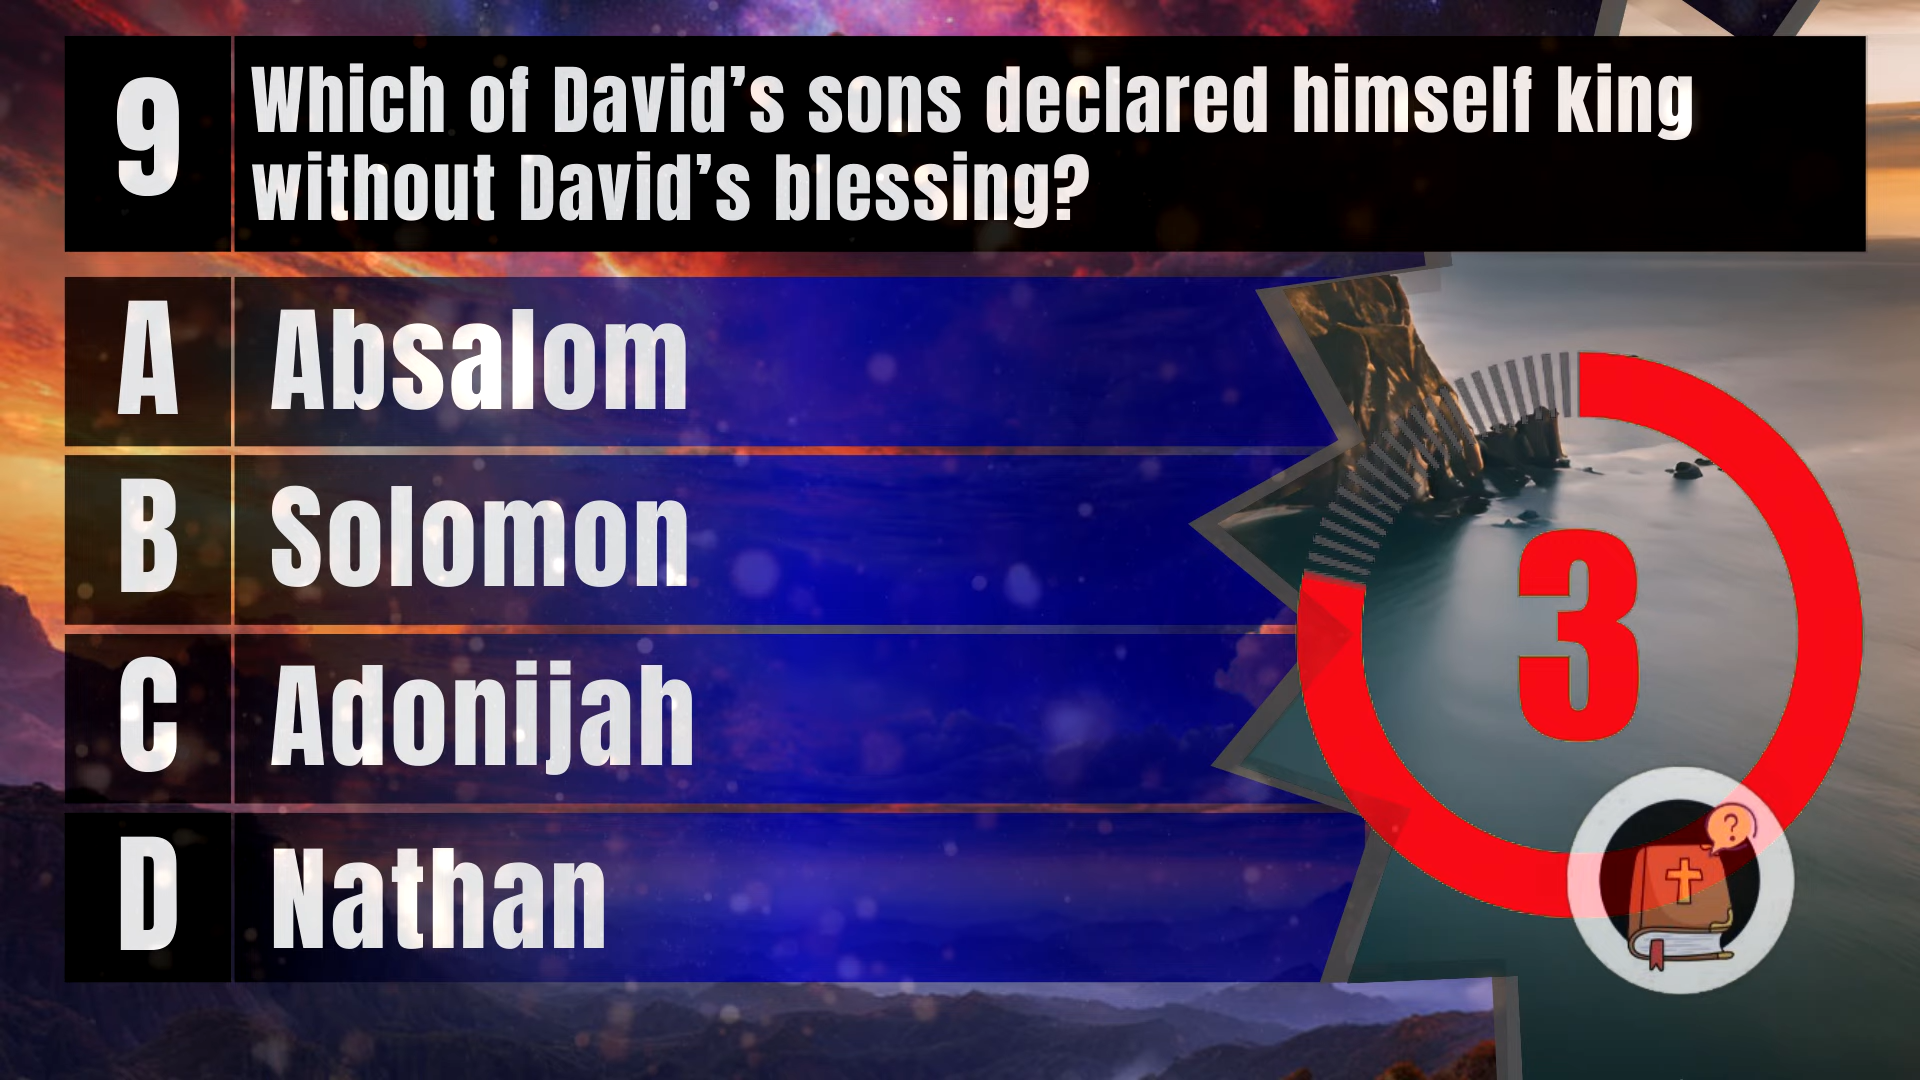 9
Which of David’s sons declared himself king
without David’s blessing?
A
Absalom
B
Solomon
C
Adonijah
D
Nathan
3
?